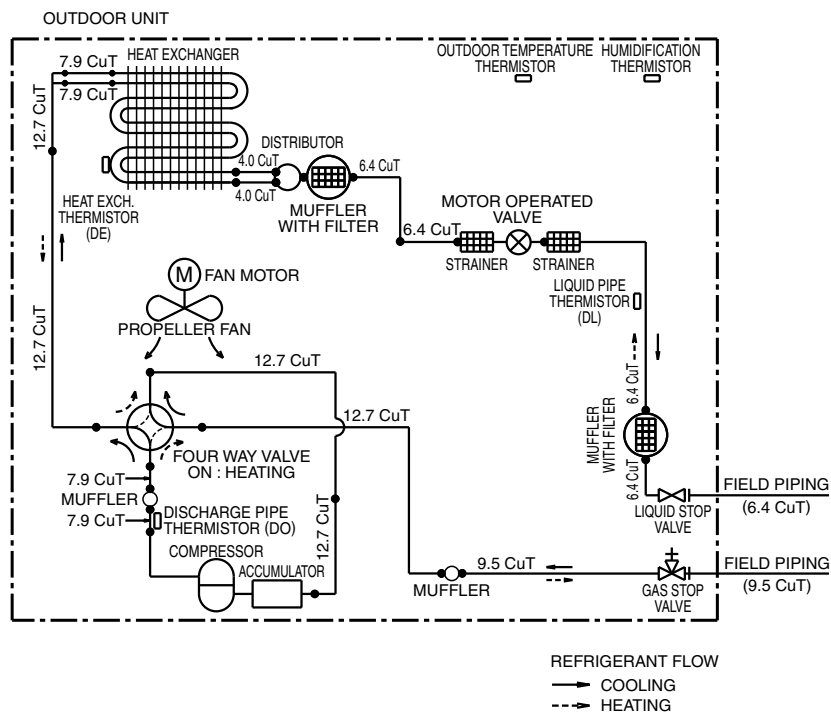 OUTDOOR UNIT
HEAT EXCHANGER
7.9 CuT
7.9 CuT
12.7 CuT
OUTDOOR TEMPERATURE
THERMISTOR
HUMIDIFICATION
THERMISTOR
DISTRIBUTOR
4.0 CuT
4.0 CuT
6.4 CuT
MUFFLER
WITH FILTER
HEAT EXCH.
THERMISTOR
(DE)
MOTOR OPERATED
VALVE
6.4 CuT
STRAINER
STRAINER
M
FAN MOTOR
PROPELLER FAN
LIQUID PIPE
THERMISTOR
(DL)
12.7 CuT
12.7 CuT
6.4 CuT
12.7 CuT
MUFFLER
WITH FILTER
FOUR WAY VALVE
ON : HEATING
7.9 CuT
MUFFLER
7.9 CuT
DISCHARGE PIPE
THERMISTOR (DO)
12.7 CuT
6.4 CuT
LIQUID STOP
VALVE
FIELD PIPING
(6.4 CuT)
COMPRESSOR
ACCUMULATOR
9.5 CuT
MUFFLER
GAS STOP
VALVE
FIELD PIPING
(9.5 CuT)
REFRIGERANT FLOW
COOLING
HEATING